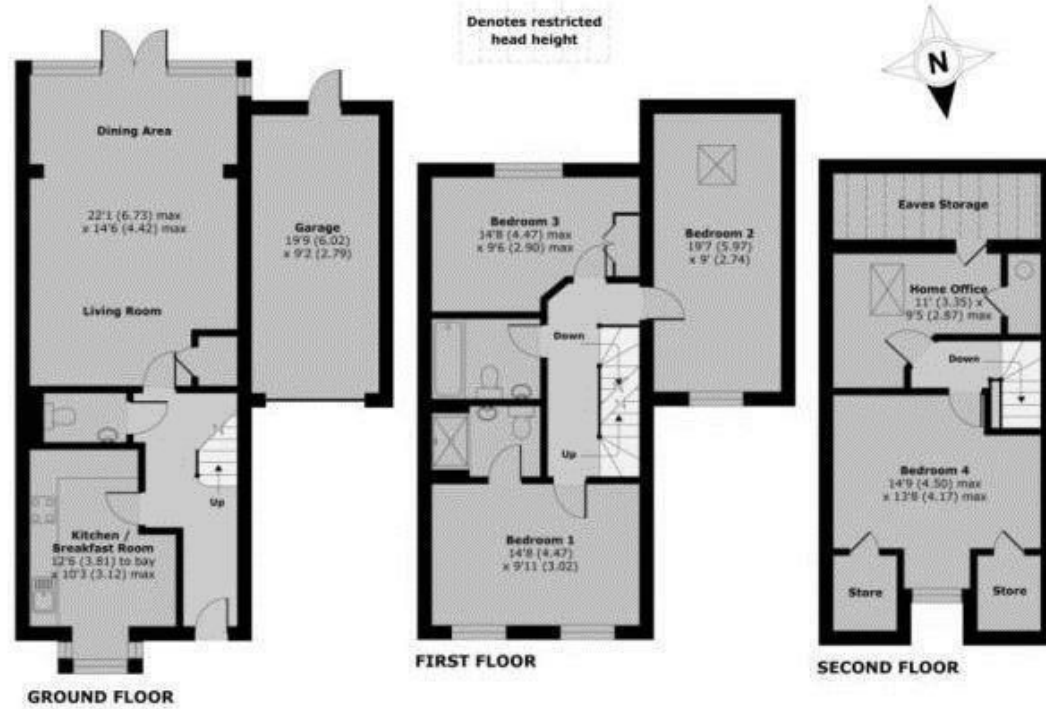 Denotes restricted
head height
N
Dining Area
22'1 (6.73) max
x 14'6 (4.42) max
Living Room
Garage
19'9 (6.02)
x 9'2 (2.79)
Up
Kitchen /
Breakfast Room
12'6 (3.81) to bay
x 10'3 (3.12) max
GROUND FLOOR
Bedroom 3
14'8 (4.47) max
x 9'6 (2.90) max
Bedroom 2
19'7 (5.97)
x 9' (2.74)
Down
Up
Bedroom 1
14'8 (4.47)
x 9'11 (3.02)
FIRST FLOOR
Eaves Storage
Home Office
11' (3.35) x
9'5 (2.87) max
Down
Bedroom 4
14'9 (4.50) max
x 13'8 (4.17) max
Store
Store
SECOND FLOOR